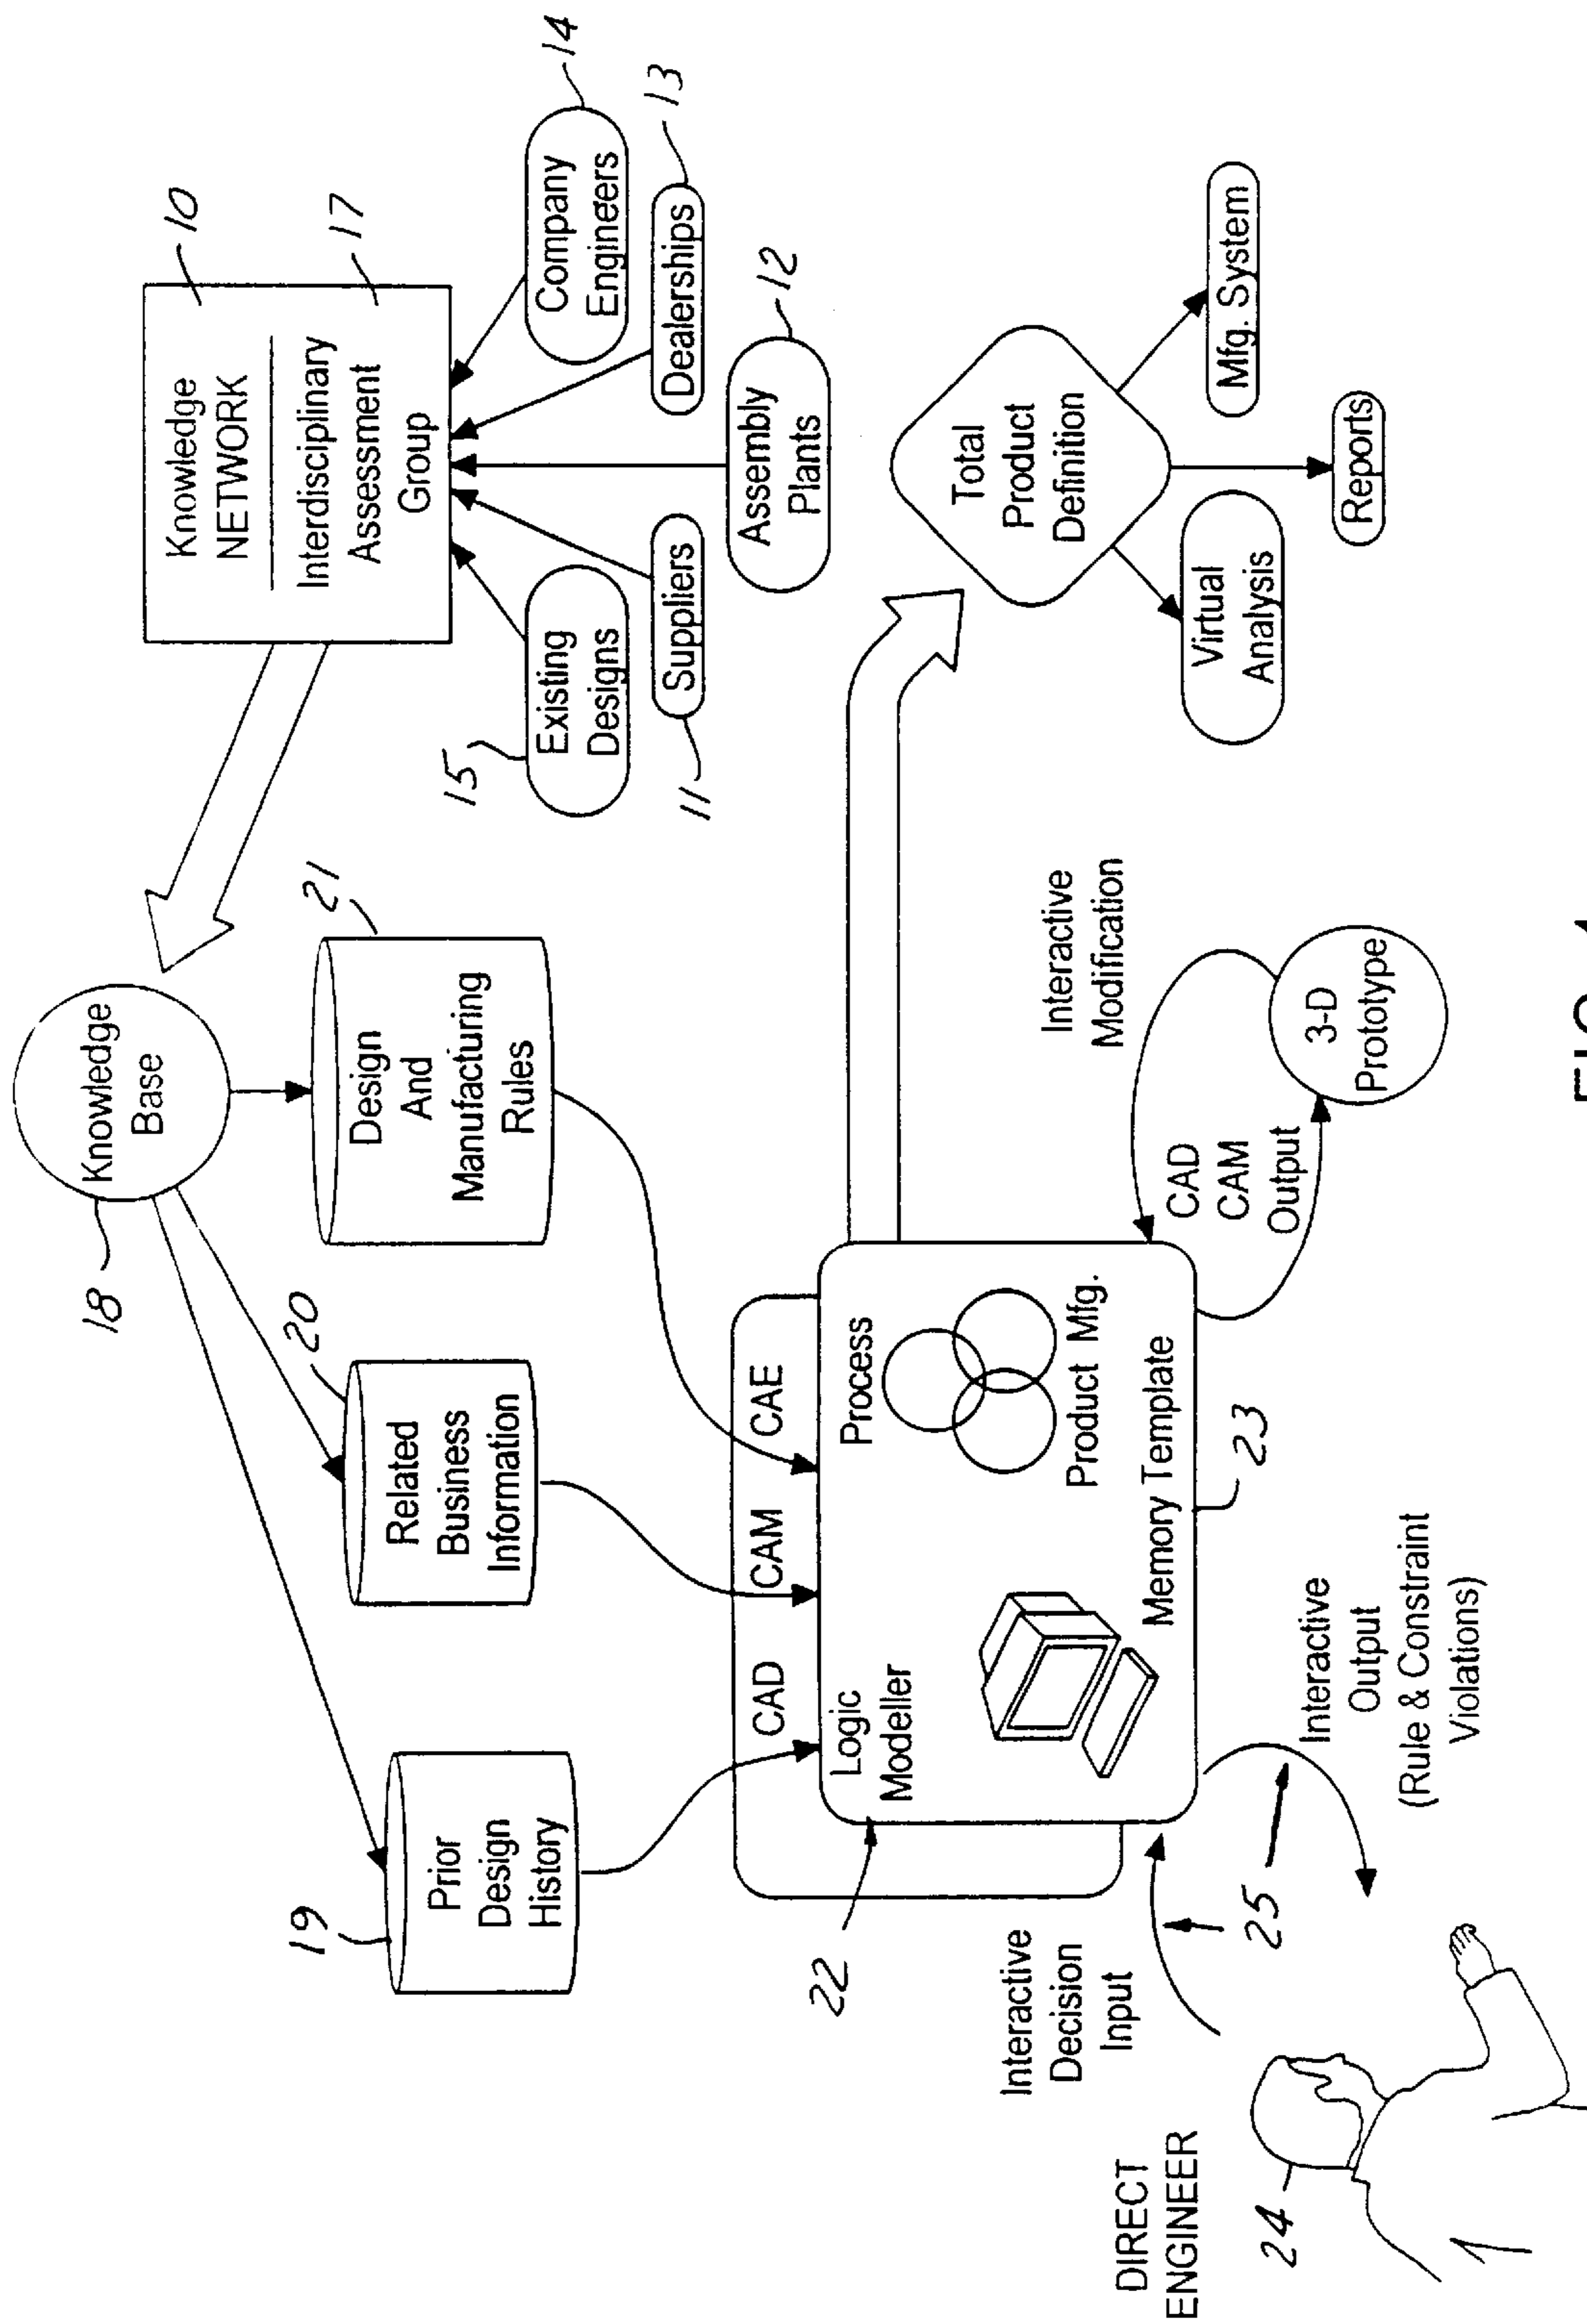 18
Knowledge
Base
10
Knowledge
NETWORK
17
Interdisciplinary
Assessment
Group
15
Existing
Designs
14
Company
Engineers
11
Suppliers
13
Dealerships
Assembly
Plants
12
19
Prior
Design
History
20
Related
Business
Information
21
Design
And
Manufacturing
Rules
CAD
CAM
CAE
22
Logic
Modeller
Process
Product Mfg.
Memory Template
23
Interactive
Decision
Input
25
DIRECT
ENGINEER
24
Interactive
Output
(Rule & Constraint
Violations)
Interactive
Modification
CAD
CAM
Output
3-D
Prototype
Total
Product
Definition
Virtual
Analysis
Mfg. System
Reports